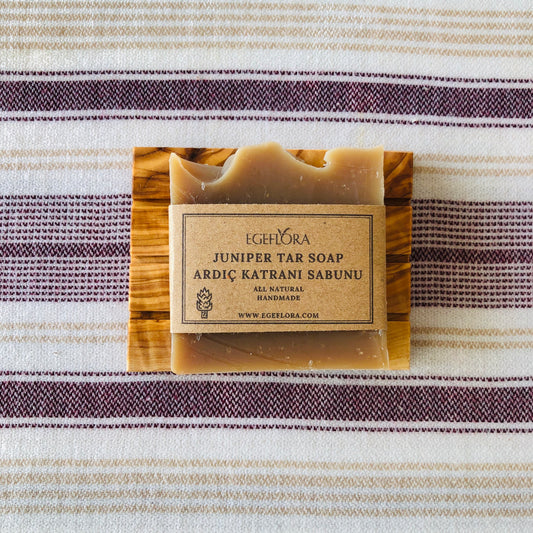 EGEFLORA
JUNIPER TAR SOAP
ARDIÇ KATRANI SABUNU
ALL NATURAL
HANDMADE
WWW.EGEFLORA.COM